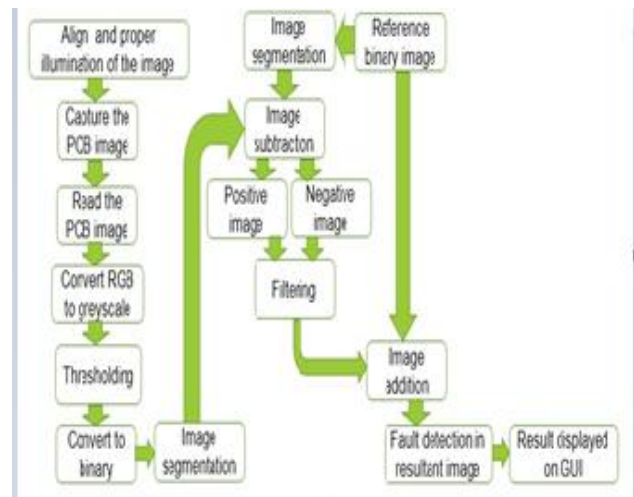 Align and proper
illumination of the image
Capture the
PCB image
Read the
PCB image
Convert RGB
to greyscale
Thresholding
Convert to
binary
Image
segmentation
Image
segmentation
Reference
binary image
Image
subtraction
Positive
image
Negative
image
Filtering
Image
addition
Fault detection in
resultant image
Result displayed
on GUI